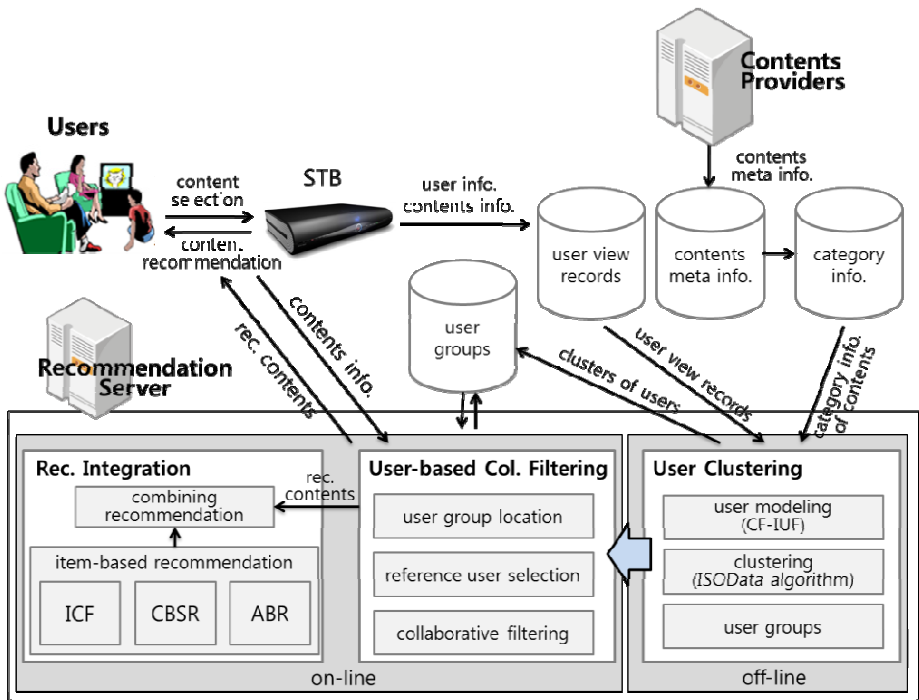 Contents
Providers
Users
STB
content
selection
content
recommendation
user info.
contents info.
contents
meta info.
user view
records
contents
meta info.
category
info.
user
groups
Recommendation
Server
rec. contents
contents info.
clusters of users
user view records
category info.
of contents
Rec. Integration
combining
recommendation
item-based recommendation
ICF
CBSR
ABR
rec.
contents
User-based Col. Filtering
user group location
reference user selection
collaborative filtering
on-line
User Clustering
user modeling
(CF-IUF)
clustering
(ISOData algorithm)
user groups
off-line